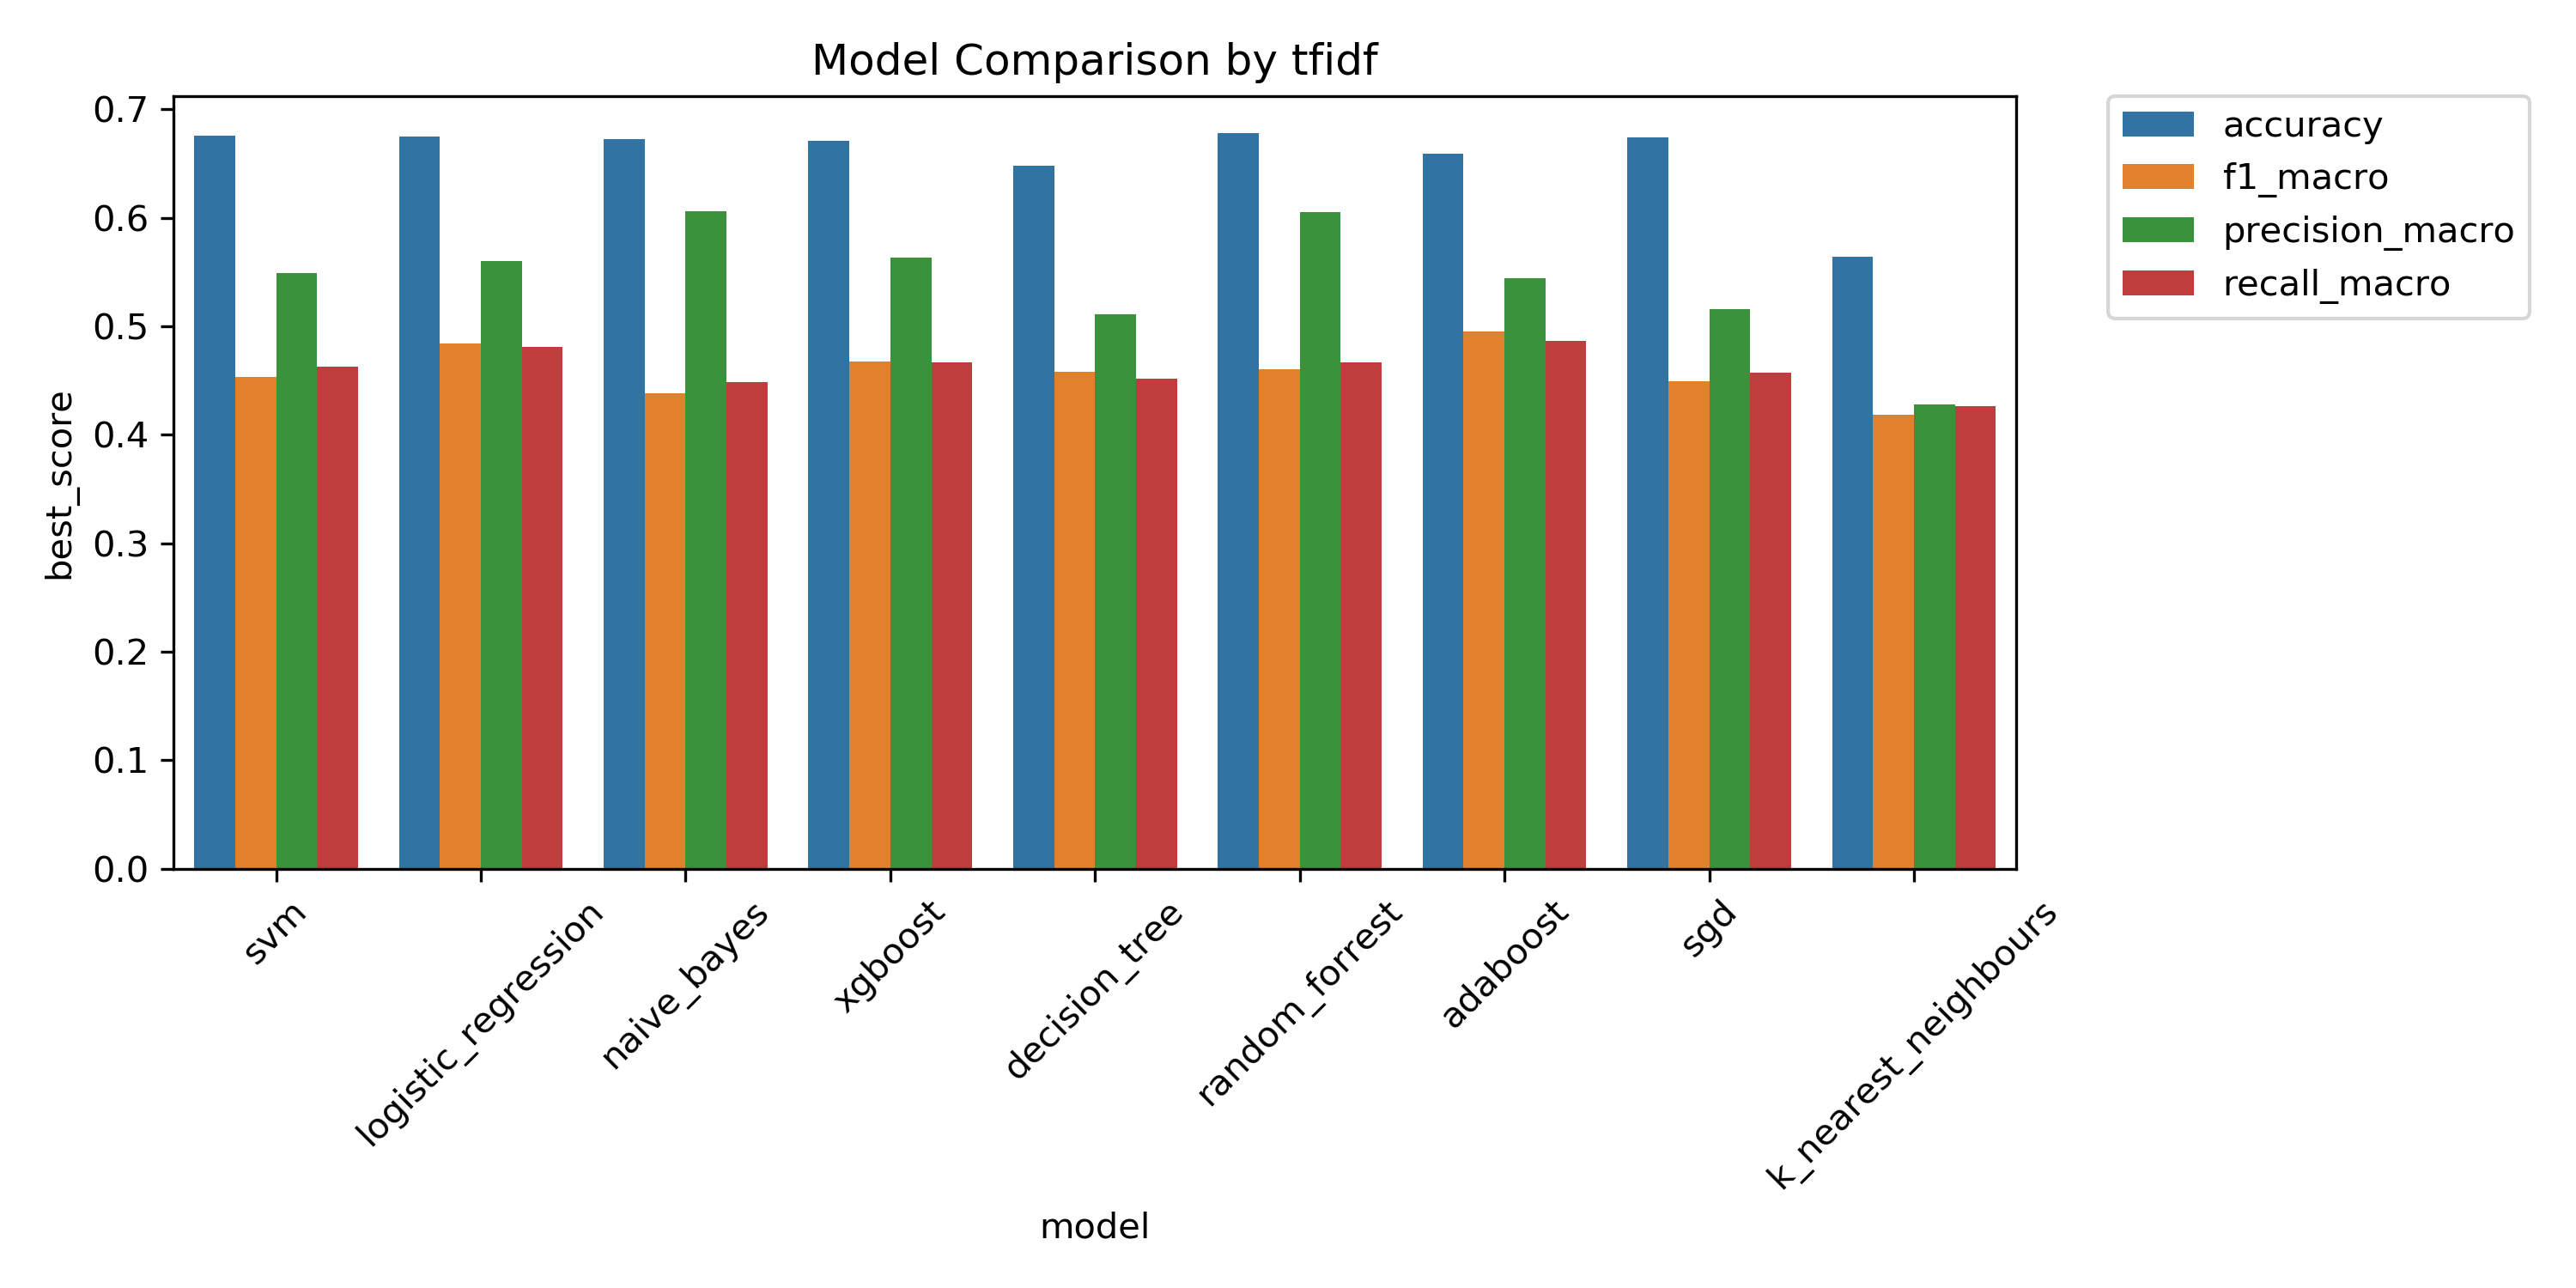 Model Comparison by tfidf
accuracy
f1_macro
precision_macro
recall_macro
best_score
0.7
0.6
0.5
0.4
0.3
0.2
0.1
0.0
svm
logistic_regression
naive_bayes
xgboost
decision_tree
random_forrest
adaboost
sgd
k_nearest_neighbours
model